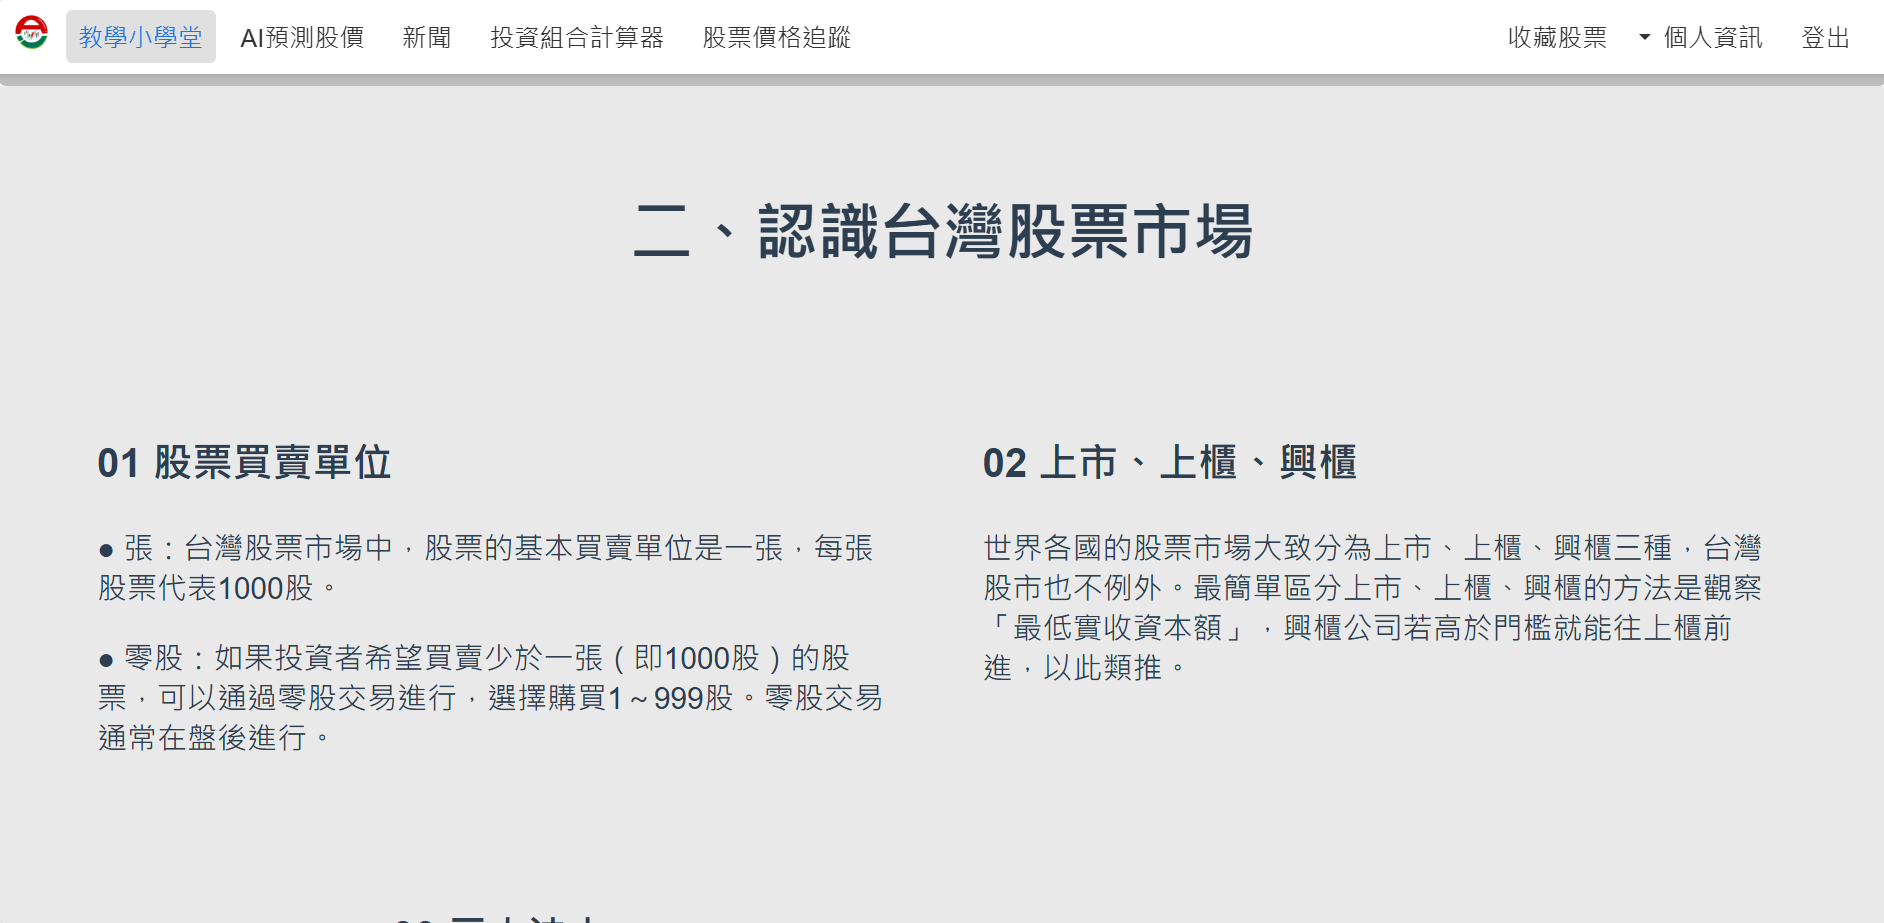 教學小學堂 AI預測股價 新聞 投資組合計算器 股票價格追蹤 收藏股票 個人資訊 登出
二、認識台灣股票市場
01 股票買賣單位
● 張：台灣股票市場中，股票的基本買賣單位是一張，每張
股票代表1000股。
● 零股：如果投資者希望買賣少於一張（即1000股）的股
票，可以通過零股交易進行，選擇購買1～999股。零股交易
通常在盤後進行。
02 上市、上櫃、興櫃
世界各國的股票市場大致分為上市、上櫃、興櫃三種，台灣
股市也不例外。最簡單區分上市、上櫃、興櫃的方法是觀察
「最低實收資本額」，興櫃公司若高於門檻就能往上櫃前
進，以此類推。